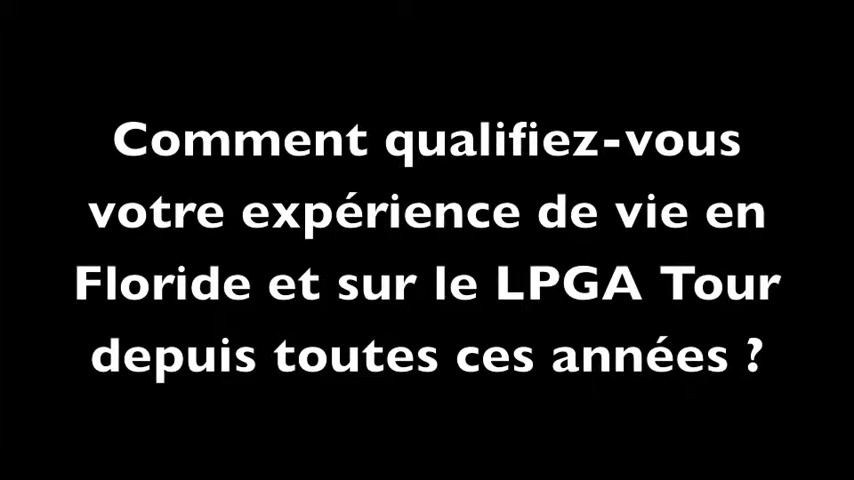 Comment qualifiez-vous
votre expérience de vie en
Floride et sur le LPGA Tour
depuis toutes ces années ?